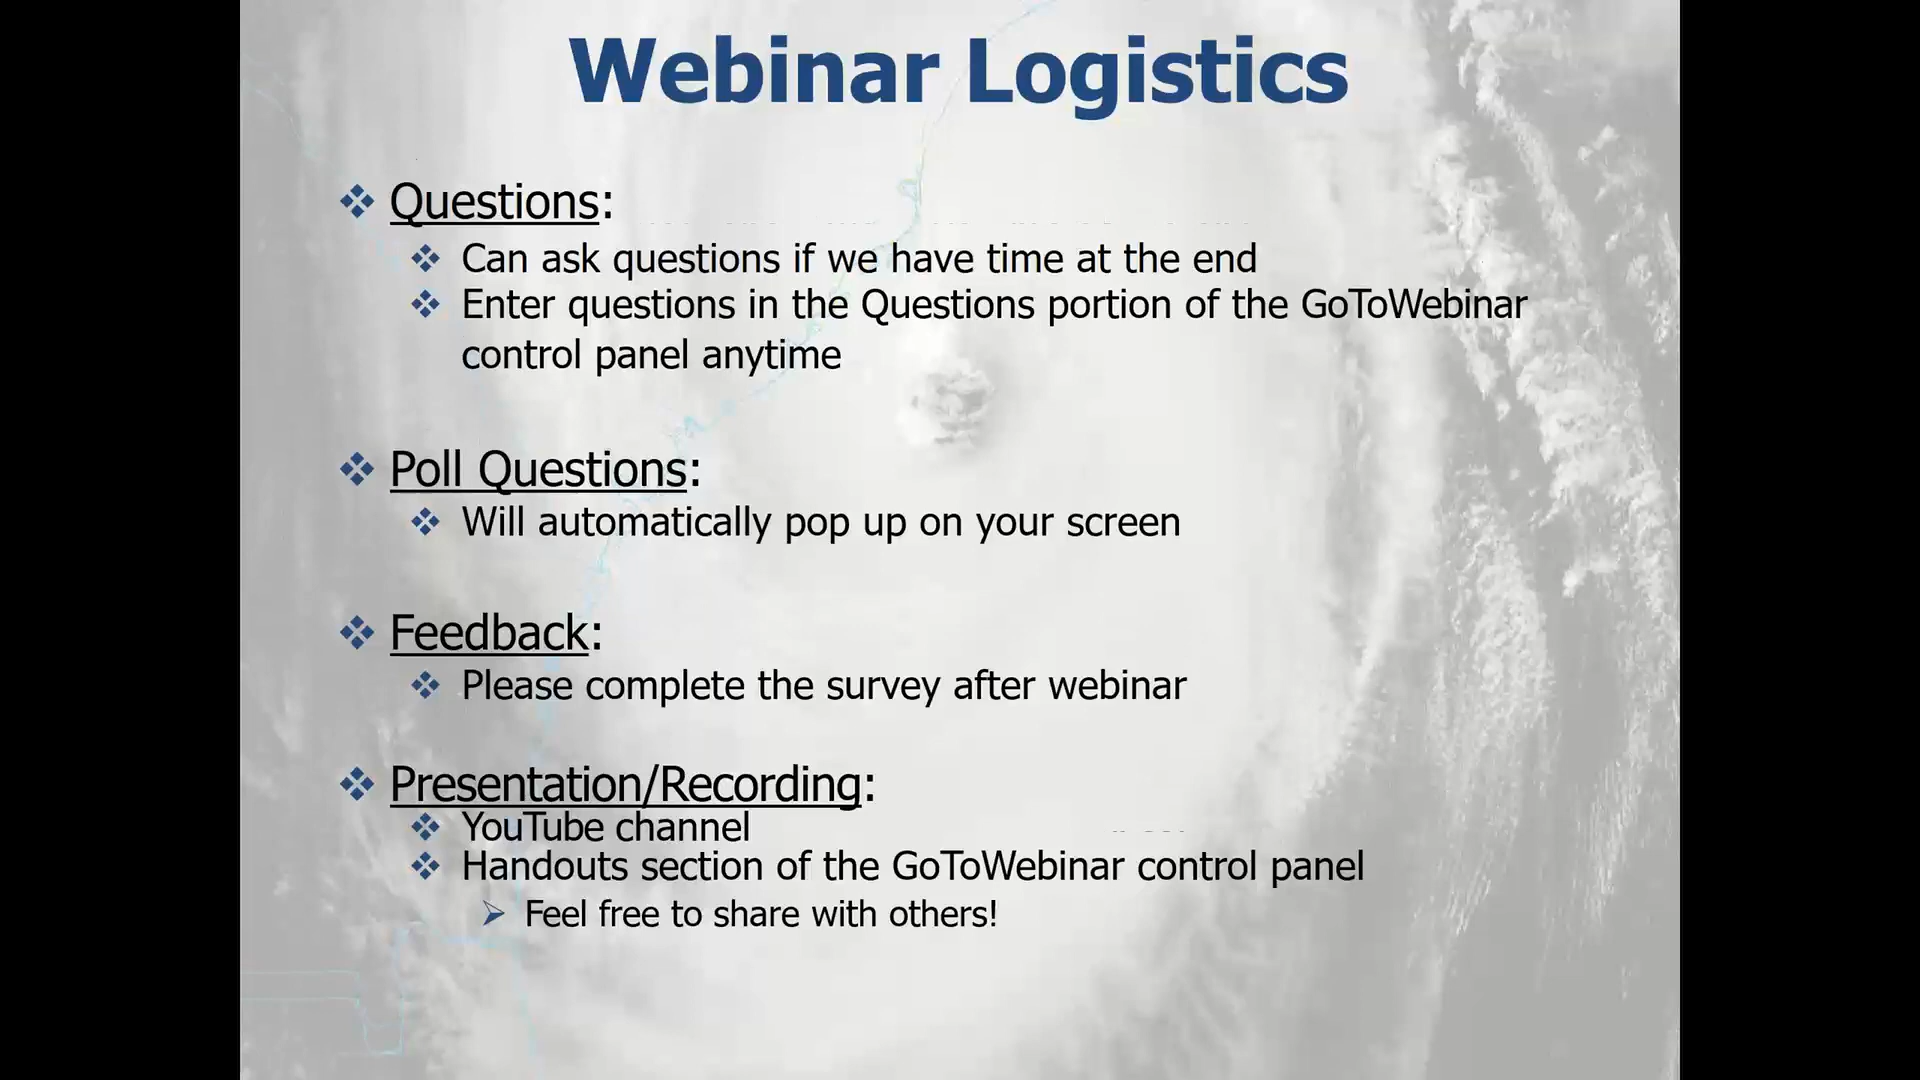 Webinar Logistics
Questions:
Can ask questions if we have time at the end
Enter questions in the Questions portion of the GoToWebinar
control panel anytime
Poll Questions:
Will automatically pop up on your screen
Feedback:
Please complete the survey after webinar
Presentation/Recording:
YouTube channel
Handouts section of the GoToWebinar control panel
Feel free to share with others!